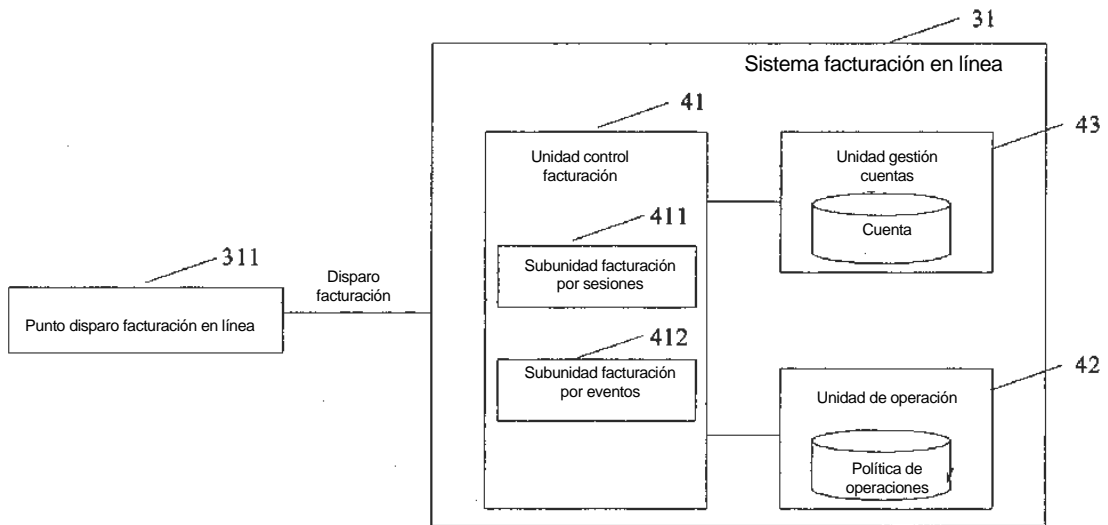 31
Sistema facturación en línea
41
43
Unidad control
facturación
Unidad gestión
cuentas
Cuenta
411
Subunidad facturación
por sesiones
311
Disparo
facturación
Punto disparo facturación en línea
412
Subunidad facturación
por eventos
42
Unidad de operación
Política de
operaciones